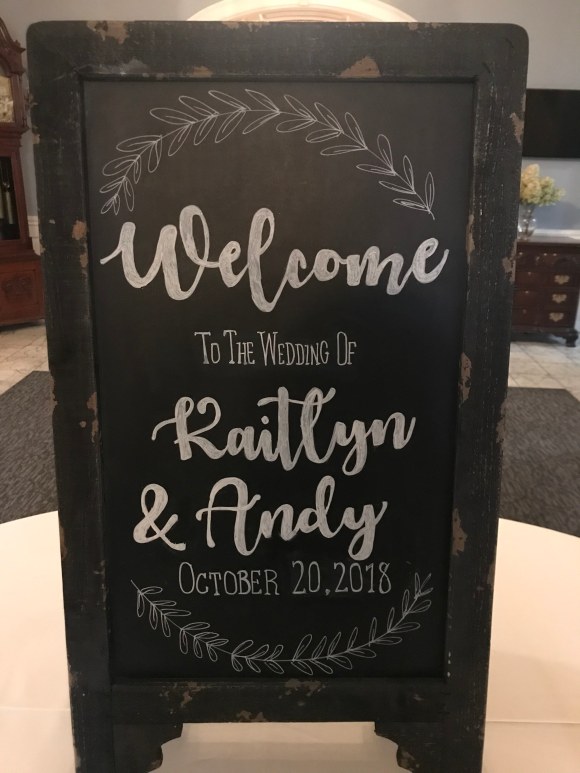 Welcome
To The Wedding Of
Kaitlyn
& Andy
October 20, 2018